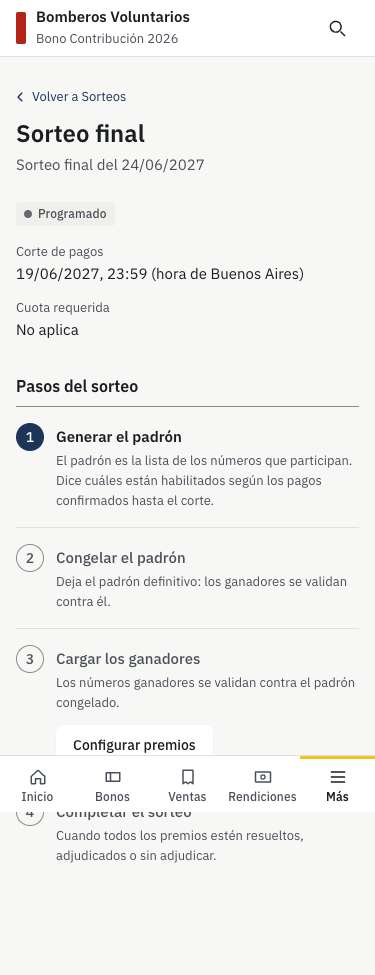 Bomberos Voluntarios
Bono Contribución 2026
Volver a Sorteos
Sorteo final
Sorteo final del 24/06/2027
Programado
Corte de pagos
19/06/2027, 23:59 (hora de Buenos Aires)
Cuota requerida
No aplica
Pasos del sorteo
1 Generar el padrón
El padrón es la lista de los números que participan.
Dice cuáles están habilitados según los pagos
confirmados hasta el corte.
2 Congelar el padrón
Deja el padrón definitivo: los ganadores se validan
contra él.
3 Cargar los ganadores
Los números ganadores se validan contra el padrón
congelado.
Configurar premios
Inicio Bonos Ventas Rendiciones Más
4 Completar el sorteo
Cuando todos los premios estén resueltos,
adjudicados o sin adjudicar.